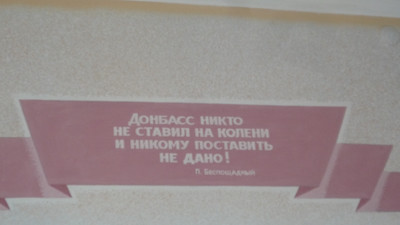 Донбасс никто
не ставил на колени
и никому поставить
не дано!
П. Беспощадный